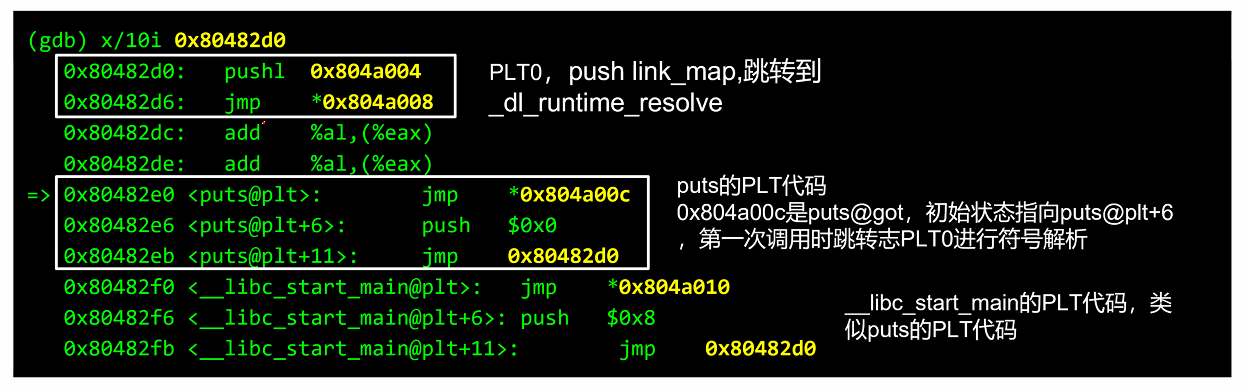 (gdb) x/10i 0x80482d0
0x80482d0: pushl 0x804a004
0x80482d6: jmp *0x804a008
PLT0，push link_map,跳转到
_dl_runtime_resolve
0x80482dc: add %al,(%eax)
0x80482de: add %al,(%eax)
=> 0x80482e0 <puts@plt>: jmp *0x804a00c
0x80482e6 <puts@plt+6>: push $0x0
0x80482eb <puts@plt+11>: jmp 0x80482d0
puts的PLT代码
0x804a00c是puts@got，初始状态指向puts@plt+6
，第一次调用时跳转志PLT0进行符号解析
0x80482f0 <__libc_start_main@plt>: jmp *0x804a010
0x80482f6 <__libc_start_main@plt+6>: push $0x8
0x80482fb <__libc_start_main@plt+11>: jmp 0x80482d0
__libc_start_main的PLT代码，类
似puts的PLT代码